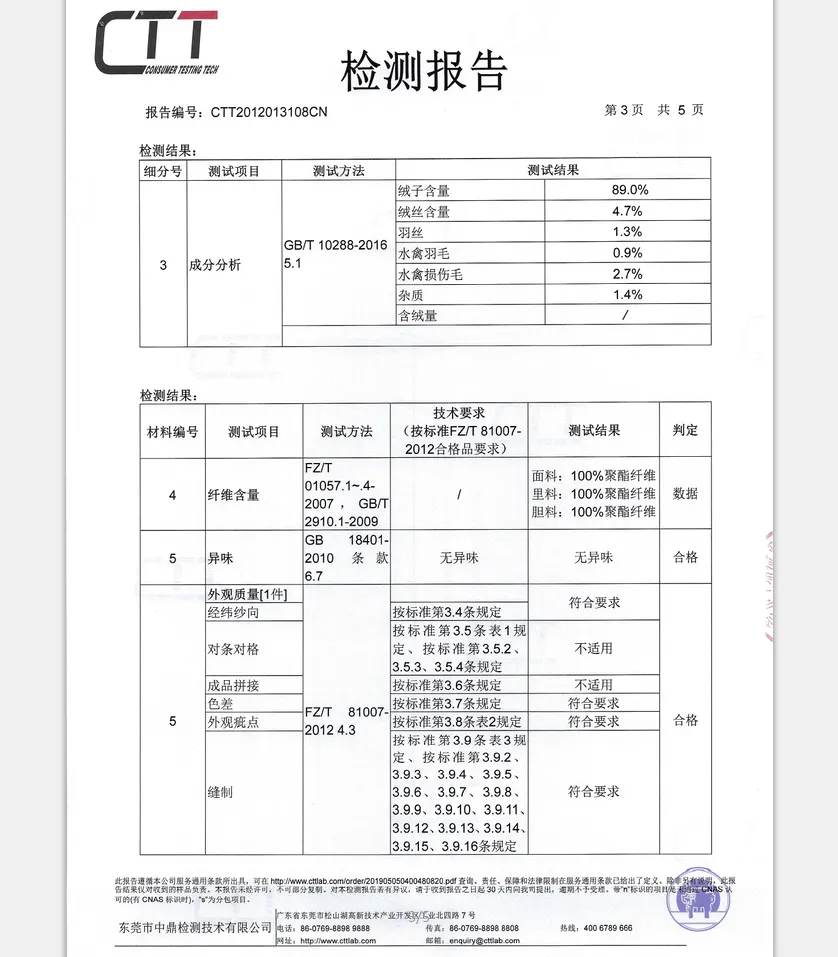 CTT
CONSUMER TESTING TECH
检测报告
报告编号：CTT2012013108CN
第 3 页 共 5 页
检测结果：
细分号 测试项目 测试方法 测试结果
3 成分分析 GB/T 10288-2016
5.1
绒子含量 89.0%
绒丝含量 4.7%
羽丝 1.3%
水禽羽毛 0.9%
水禽损伤毛 2.7%
杂质 1.4%
含绒量 /
检测结果：
材料编号 测试项目 测试方法 技术要求
（按标准FZ/T 81007-
2012合格品要求）
测试结果 判定
4 纤维含量 FZ/T
01057.1~.4-
2007 ， GB/T
2910.1-2009
/
面料：100%聚酯纤维
里料：100%聚酯纤维
胆料：100%聚酯纤维
数据
5 异味 GB 18401-
2010 条 款
6.7
无异味 无异味 合格
5
外观质量[1件]
FZ/T 81007-
2012 4.3
符合要求
合格
经纬纱向 按标准第3.4条规定
对条对格 按标准第3.5条表1规
定、按标准第3.5.2、
3.5.3、3.5.4条规定
不适用
成品拼接 按标准第3.6条规定 不适用
色差 按标准第3.7条规定 符合要求
外观疵点 按标准第3.8条表2规定 符合要求
缝制 按标准第3.9条表3规
定、按标准第3.9.2、
3.9.3、3.9.4、3.9.5、
3.9.6、3.9.7、3.9.8、
3.9.9、3.9.10、3.9.11、
3.9.12、3.9.13、3.9.14、
3.9.15、3.9.16条规定
符合要求
此报告遵循本公司服务通用条款所出具，可在 http://www.cttlab.com/order/201905050400480820.pdf 查询。责任、保障和法律限制在服务通用条款已给出了定义。除非另有说明，此报
告结果仅对收到的样品负责。本报告未经许可，不可部分复制。对本检测报告若有异议，请于收到报告之日起 30 天内向我司提出，逾期不予受理。带“n”标识的项目是未通过 CNAS 认
可的(有 CNAS 标识时)，“s”为分包项目。
东莞市中鼎检测技术有限公司
广东省东莞市松山湖高新技术产业开发区工业北四路 7 号
3/5
电话：86-0769-8898 9888 传真：86-0769-8898 8808 热线：400 6789 666
网址：http://www.cttlab.com 邮箱：enquiry@cttlab.com